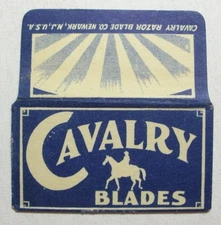 CAVALRY RAZOR BLADE CO. NEWARK, N.J., U.S.A.
CAVALRY
BLADES